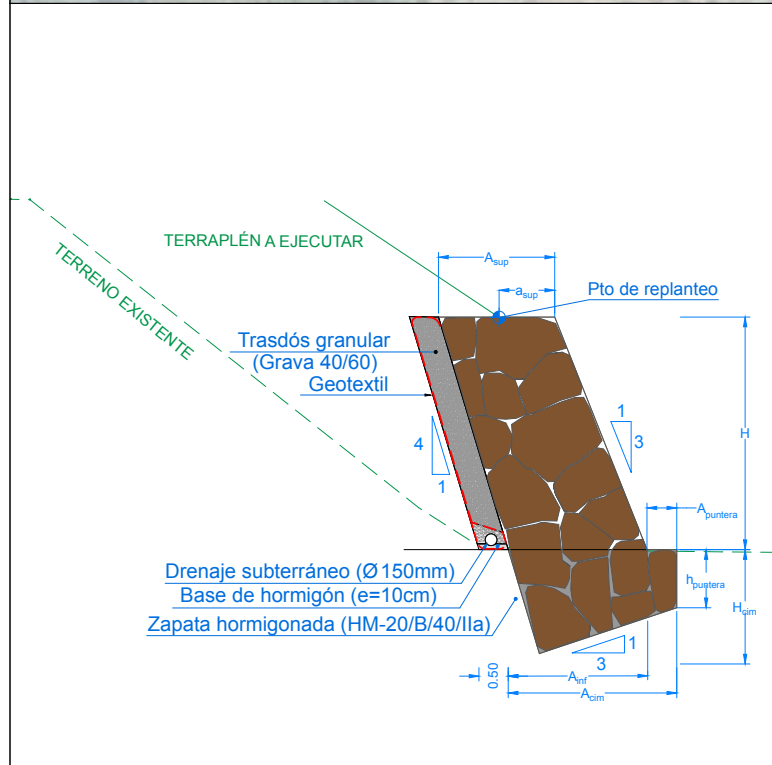 TERRAPLÉN A EJECUTAR
TERRENO EXISTENTE
Asup
asup
Pto de replanteo
Trasdós granular
(Grava 40/60)
Geotextil
4
1
1
3
H
Apuntera
hpuntera
Hcim
Drenaje subterráneo (Ø150mm)
Base de hormigón (e=10cm)
Zapata hormigonada (HM-20/B/40/IIa)
1
3
0.50
Ainf
Acim